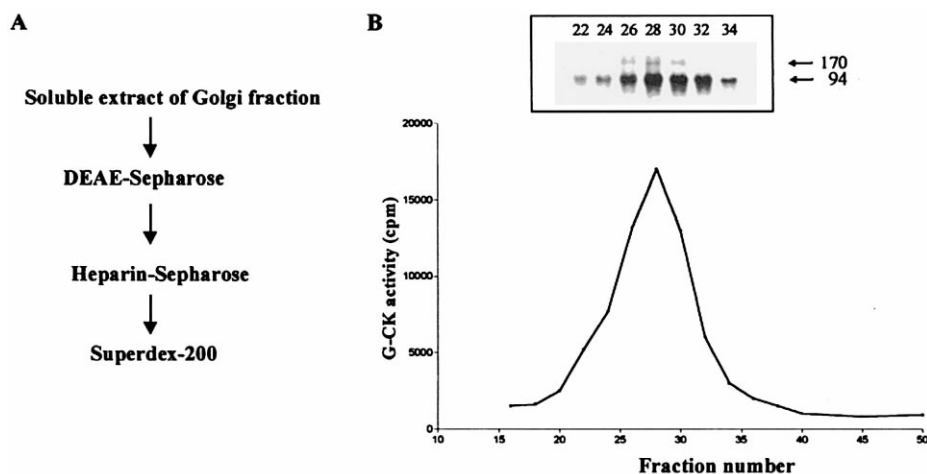 A
Soluble extract of Golgi fraction
DEAE-Sepharose
Heparin-Sepharose
Superdex-200
B
22 24 26 28 30 32 34
170
94
20000
15000
10000
5000
0
10 15 20 25 30 35 40 45 50
G-CK activity (cpm)
Fraction number